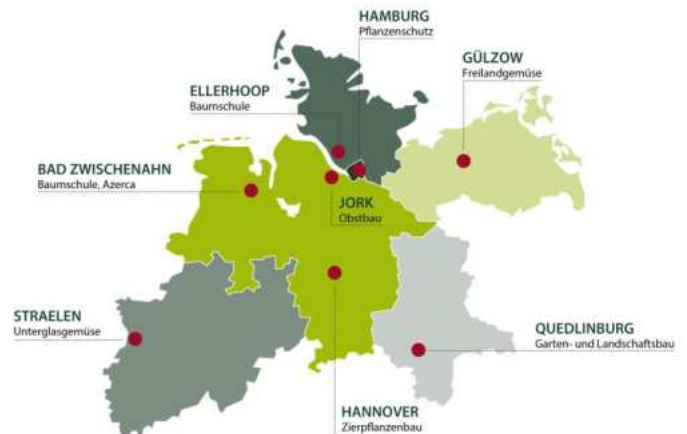 HAMBURG
Pflanzenschutz
GÜLZOW
Freilandgemüse
ELLERHOOP
Baumschule
BAD ZWISCHENAHN
Baumschule, Azerca
JORK
Obstbau
STRAELEN
Unterglasgemüse
QUEDLINBURG
Garten- und Landschaftsbau
HANNOVER
Zierpflanzenbau